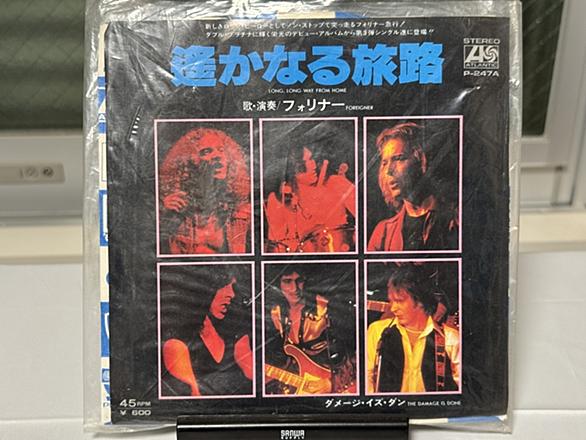 新しきロック・ヒーローとしてノン・ストップで突っ走るフォリナー急行!
ダブル・プラチナに輝く栄光のデビュー・アルバムから第3弾シングル遂に登場!!
遙かなる旅路
LONG, LONG WAY FROM HOME
歌・演奏/フォリナー FOREIGNER
STEREO
ATLANTIC
P-247A
45 RPM
¥ 600
ダメージ・イズ・ダン THE DAMAGE IS DONE
SANWA
SUPPLY